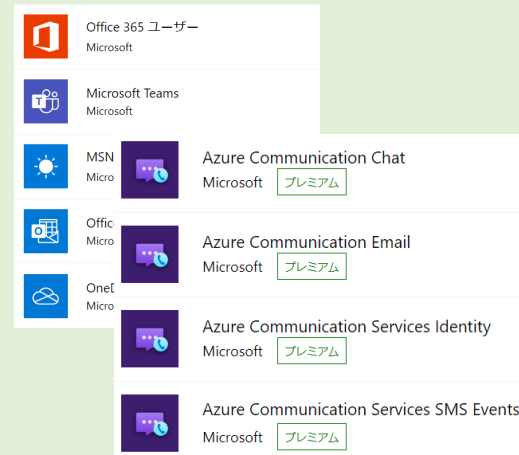 Office 365 ユーザー
Microsoft
Microsoft Teams
Microsoft
MSN
Azure Communication Chat
Microsoft プレミアム
Azure Communication Email
Microsoft プレミアム
Azure Communication Services Identity
Microsoft プレミアム
Azure Communication Services SMS Events
Microsoft プレミアム